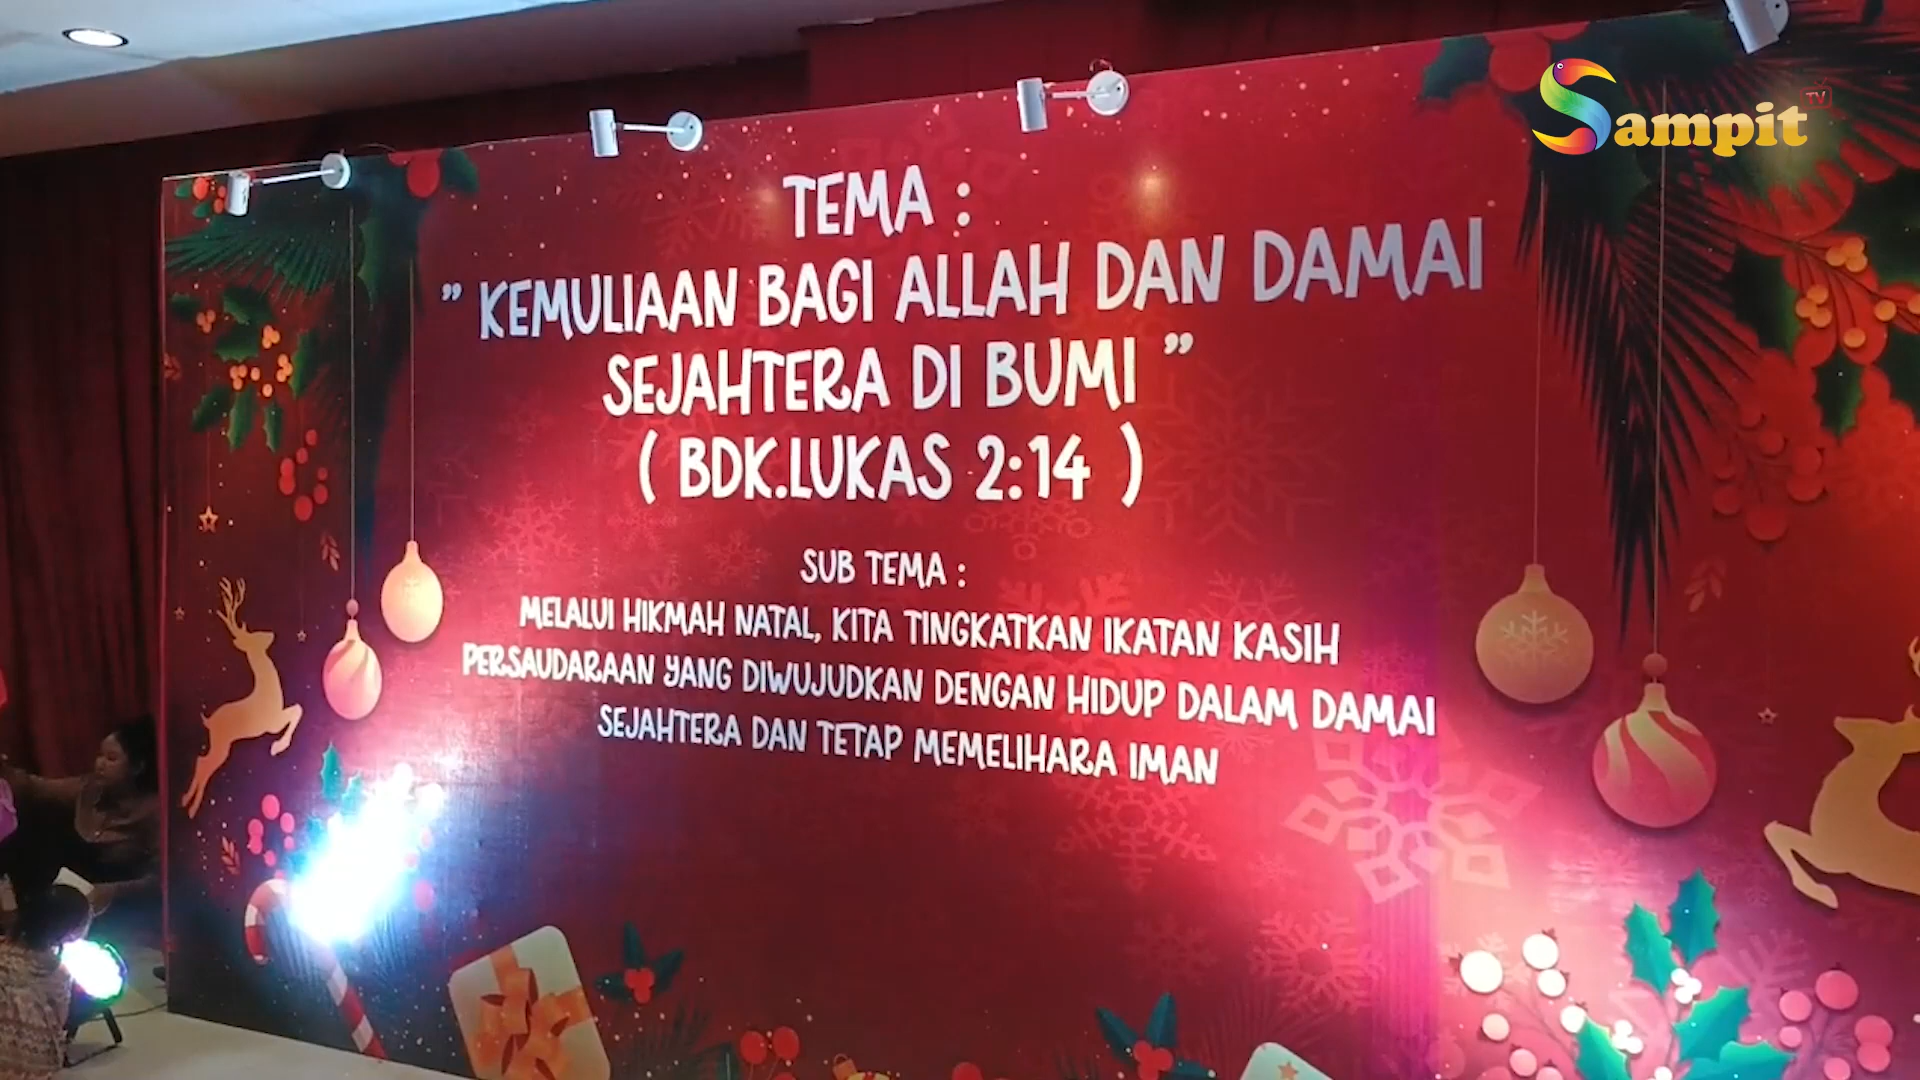 Sampit TV
TEMA :
" KEMULIAAN BAGI ALLAH DAN DAMAI
SEJAHTERA DI BUMI "
( BDK.LUKAS 2:14 )
SUB TEMA :
MELALUI HIKMAH NATAL, KITA TINGKATKAN IKATAN KASIH
PERSAUDARAAN YANG DIWUJUDKAN DENGAN HIDUP DALAM DAMAI
SEJAHTERA DAN TETAP MEMELIHARA IMAN